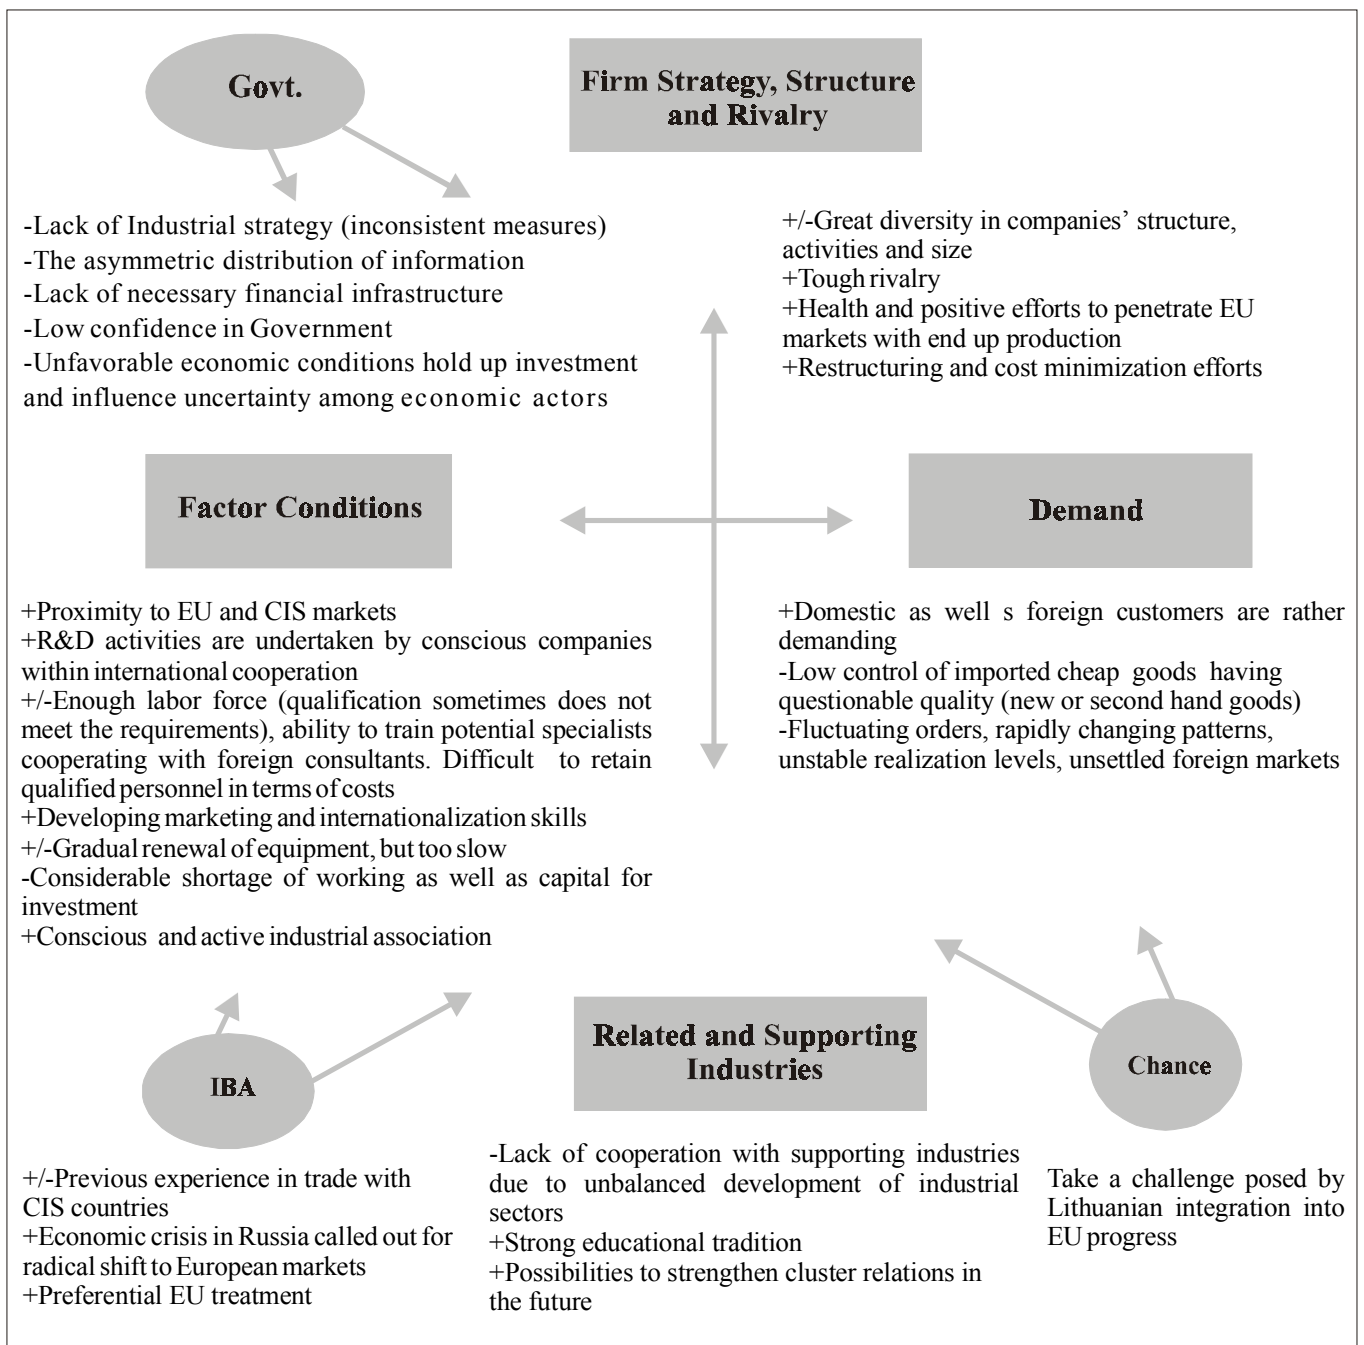 Govt.
Firm Strategy, Structure
and Rivalry
-Lack of Industrial strategy (inconsistent measures)
-The asymmetric distribution of information
-Lack of necessary financial infrastructure
-Low confidence in Government
-Unfavorable economic conditions hold up investment
and influence uncertainty among economic actors
+/-Great diversity in companies’ structure,
activities and size
+Tough rivalry
+Health and positive efforts to penetrate EU
markets with end up production
+Restructuring and cost minimization efforts
Factor Conditions
Demand
+Proximity to EU and CIS markets
+R&D activities are undertaken by conscious companies
within international cooperation
+/-Enough labor force (qualification sometimes does not
meet the requirements), ability to train potential specialists
cooperating with foreign consultants. Difficult to retain
qualified personnel in terms of costs
+Developing marketing and internationalization skills
+/-Gradual renewal of equipment, but too slow
-Considerable shortage of working as well as capital for
investment
+Conscious and active industrial association
+Domestic as well s foreign customers are rather
demanding
-Low control of imported cheap goods having
questionable quality (new or second hand goods)
-Fluctuating orders, rapidly changing patterns,
unstable realization levels, unsettled foreign markets
IBA
Related and Supporting
Industries
Chance
+/-Previous experience in trade with
CIS countries
+Economic crisis in Russia called out for
radical shift to European markets
+Preferential EU treatment
-Lack of cooperation with supporting industries
due to unbalanced development of industrial
sectors
+Strong educational tradition
+Possibilities to strengthen cluster relations in
the future
Take a challenge posed by
Lithuanian integration into
EU progress